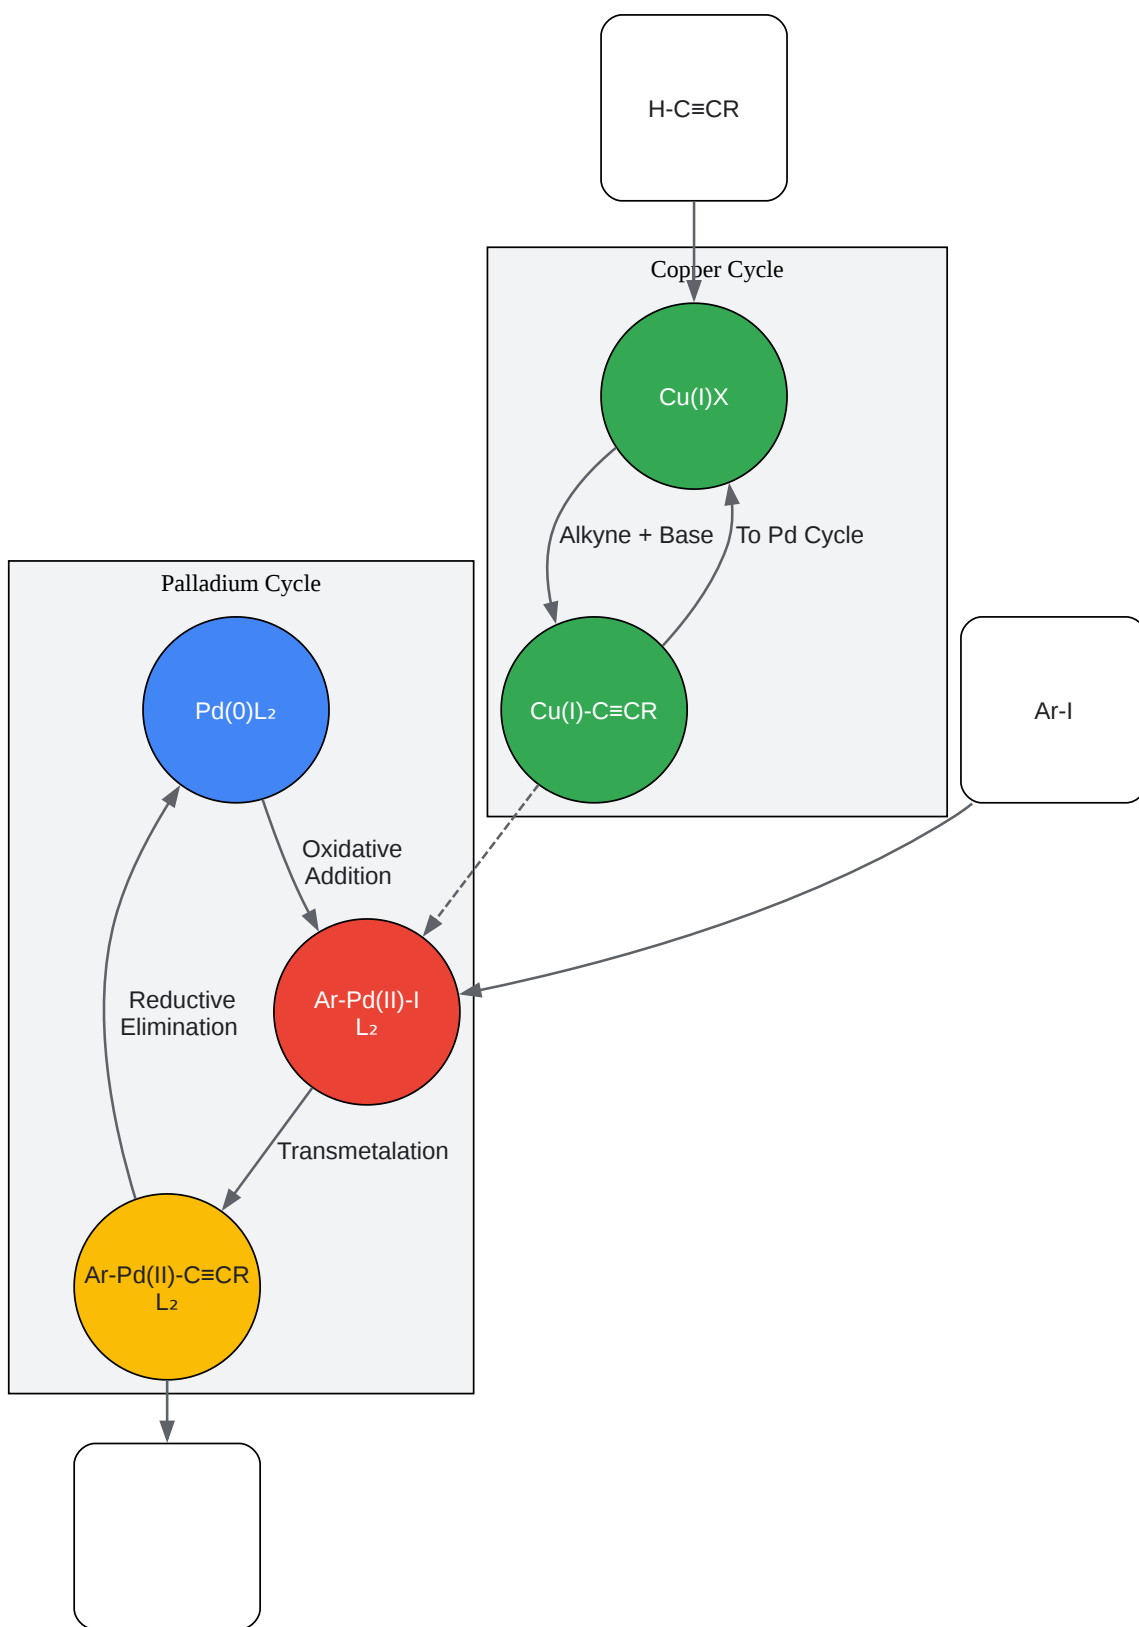 H-C≡CR
Copper Cycle
Cu(I)X
Alkyne + Base
To Pd Cycle
Palladium Cycle
Pd(0)L₂
Cu(I)-C≡CR
Ar-I
Oxidative
Addition
Ar-Pd(II)-I
L₂
Reductive
Elimination
Transmetalation
Ar-Pd(II)-C≡CR
L₂